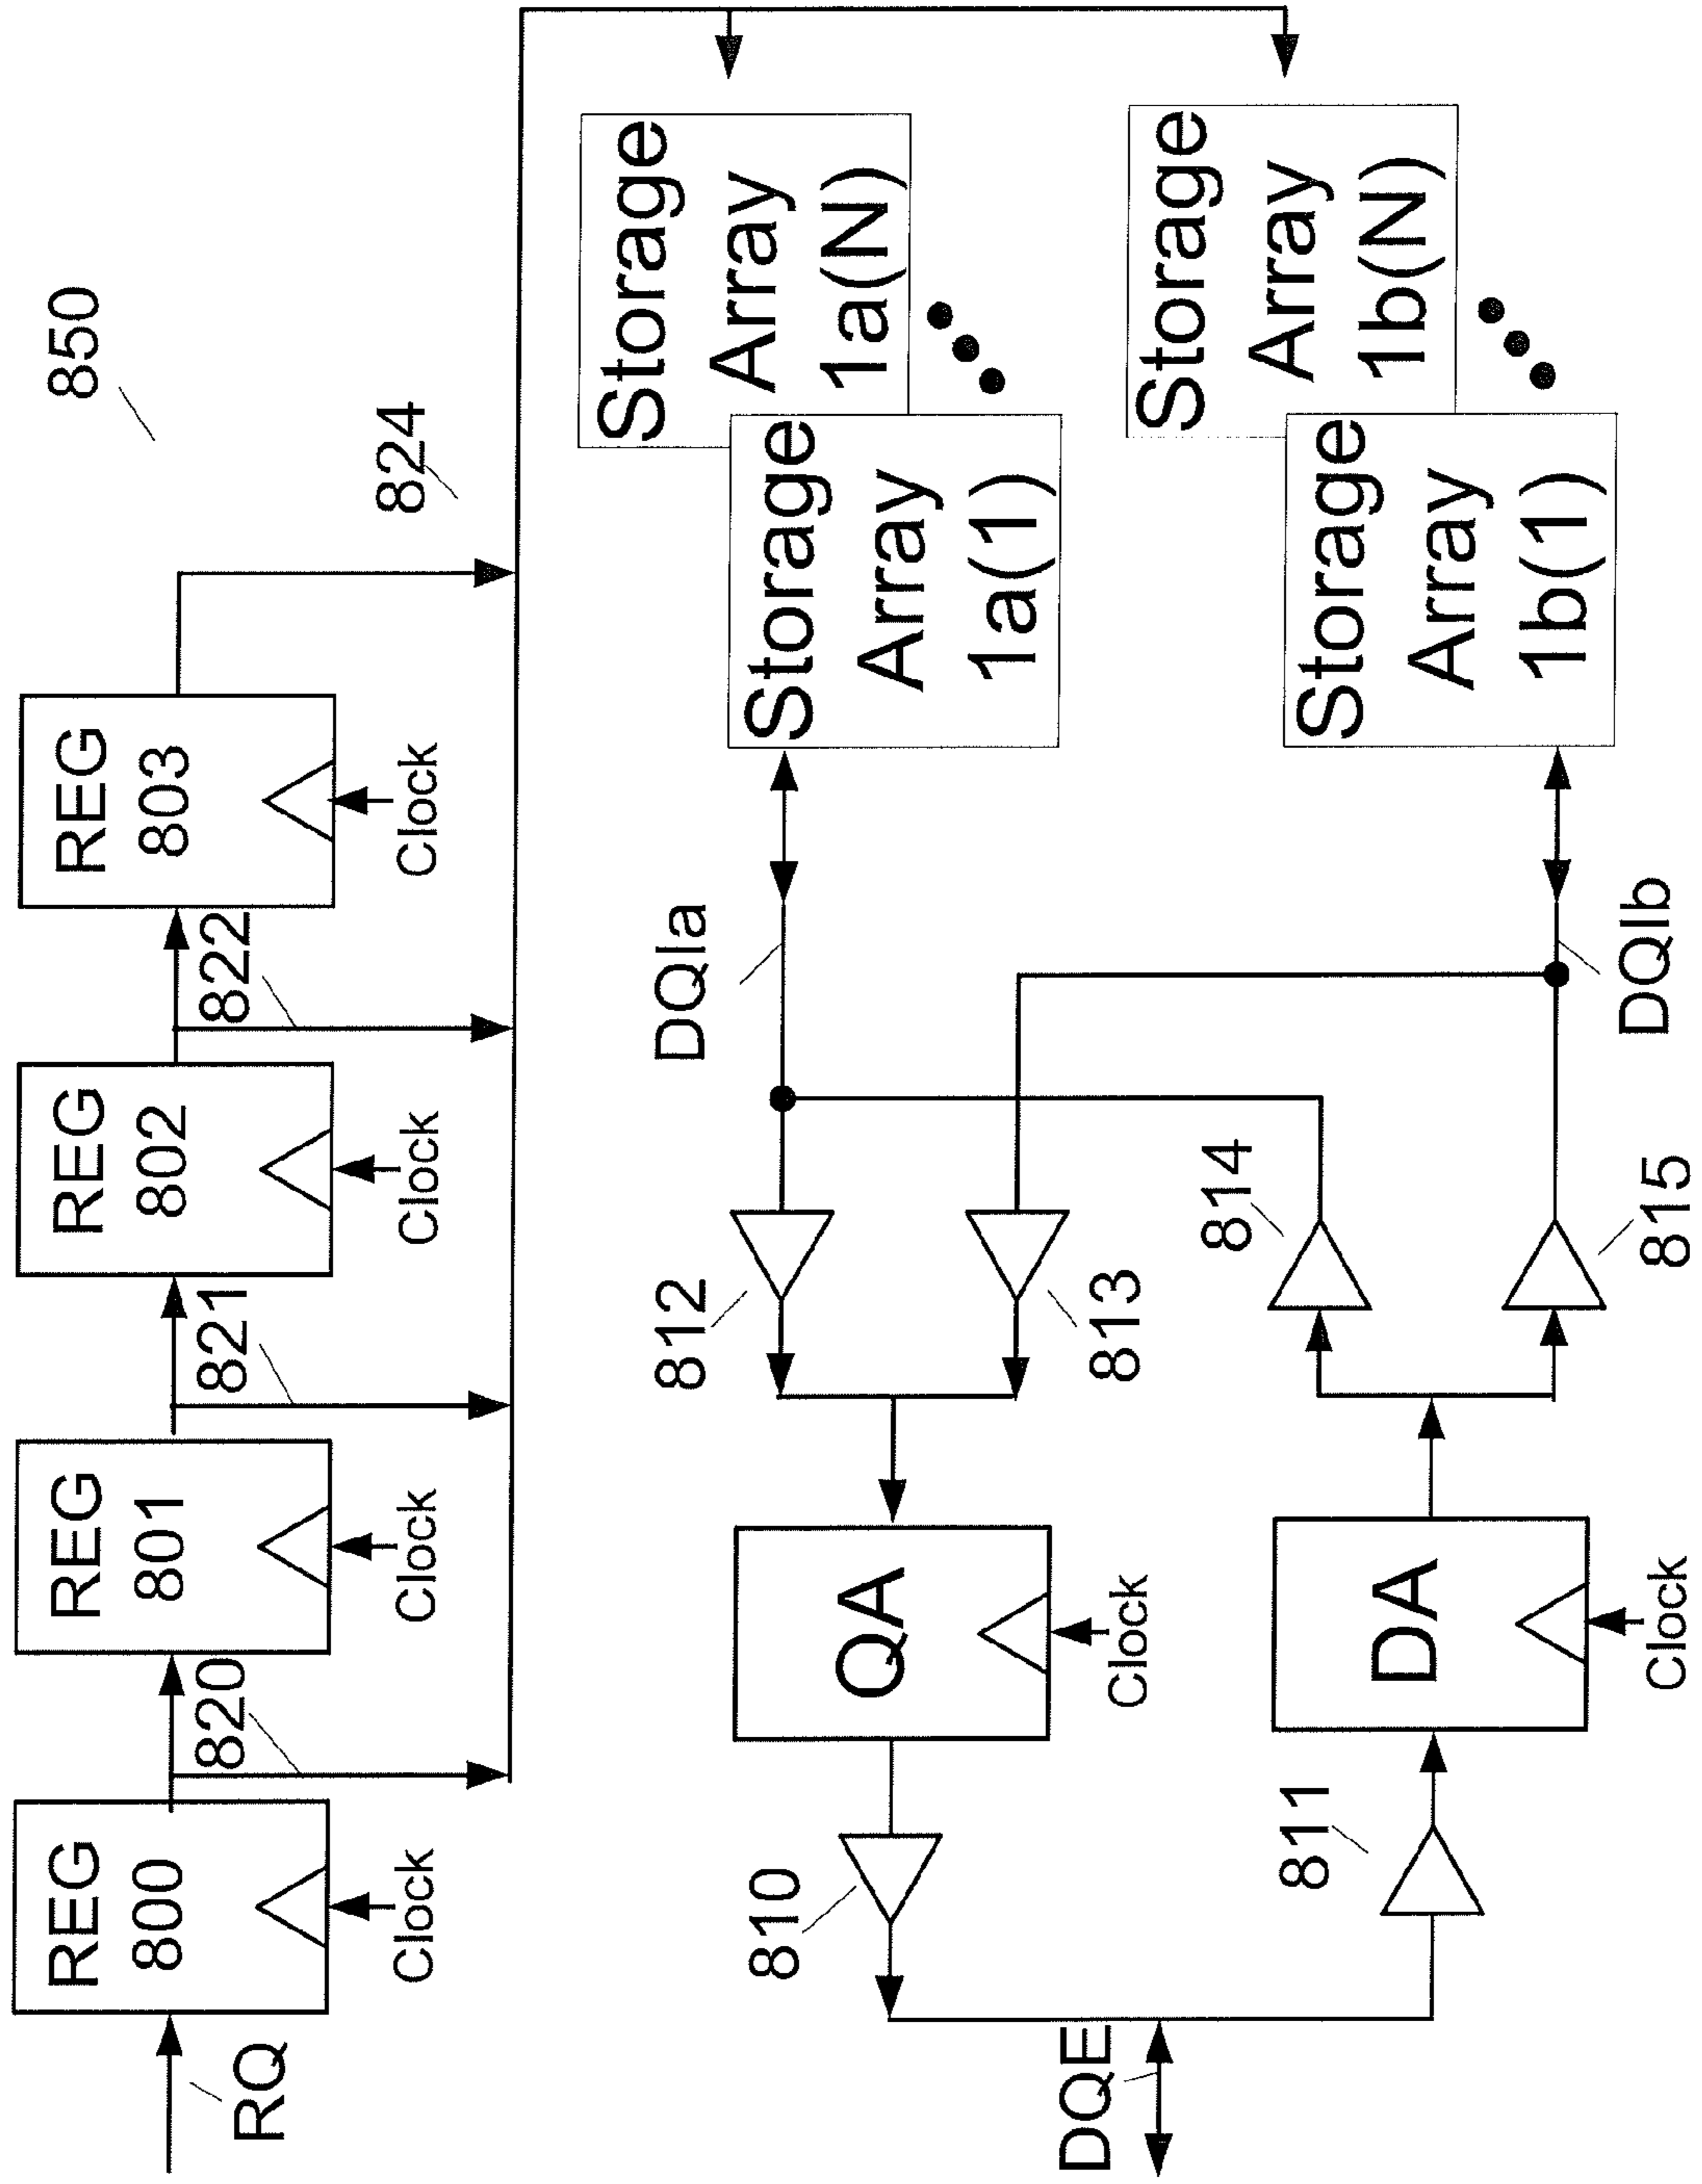 850
REG
800
REG
801
REG
802
REG
803
820
821
822
824
RQ
Clock
Clock
Clock
Clock
Storage
Array
1a(N)
Storage
Array
1a(1)
DQIa
812
QA
Clock
810
813
DQE
Storage
Array
1b(N)
Storage
Array
1b(1)
DQIb
814
815
DA
Clock
811